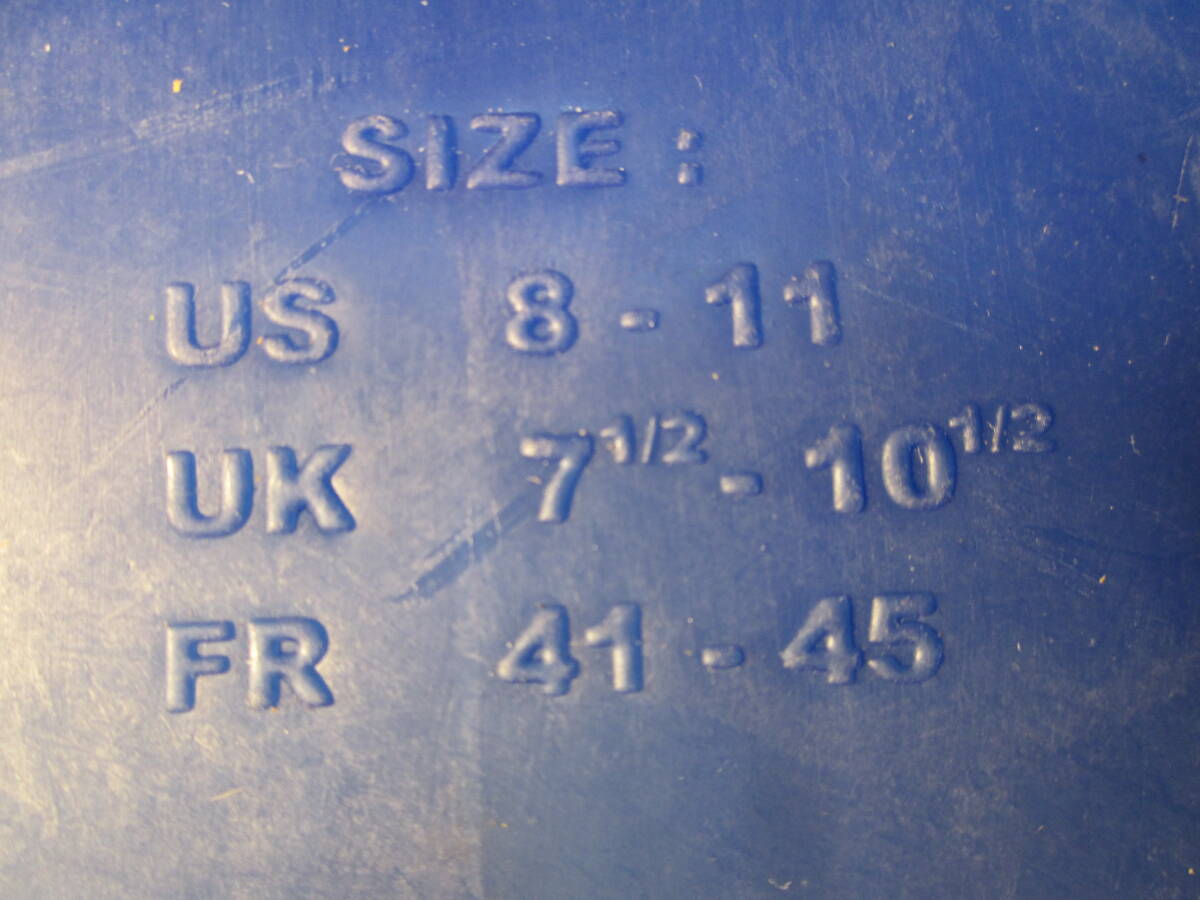 SIZE :
US 8 - 11
UK 7 1/2 - 10 1/2
FR 41 - 45